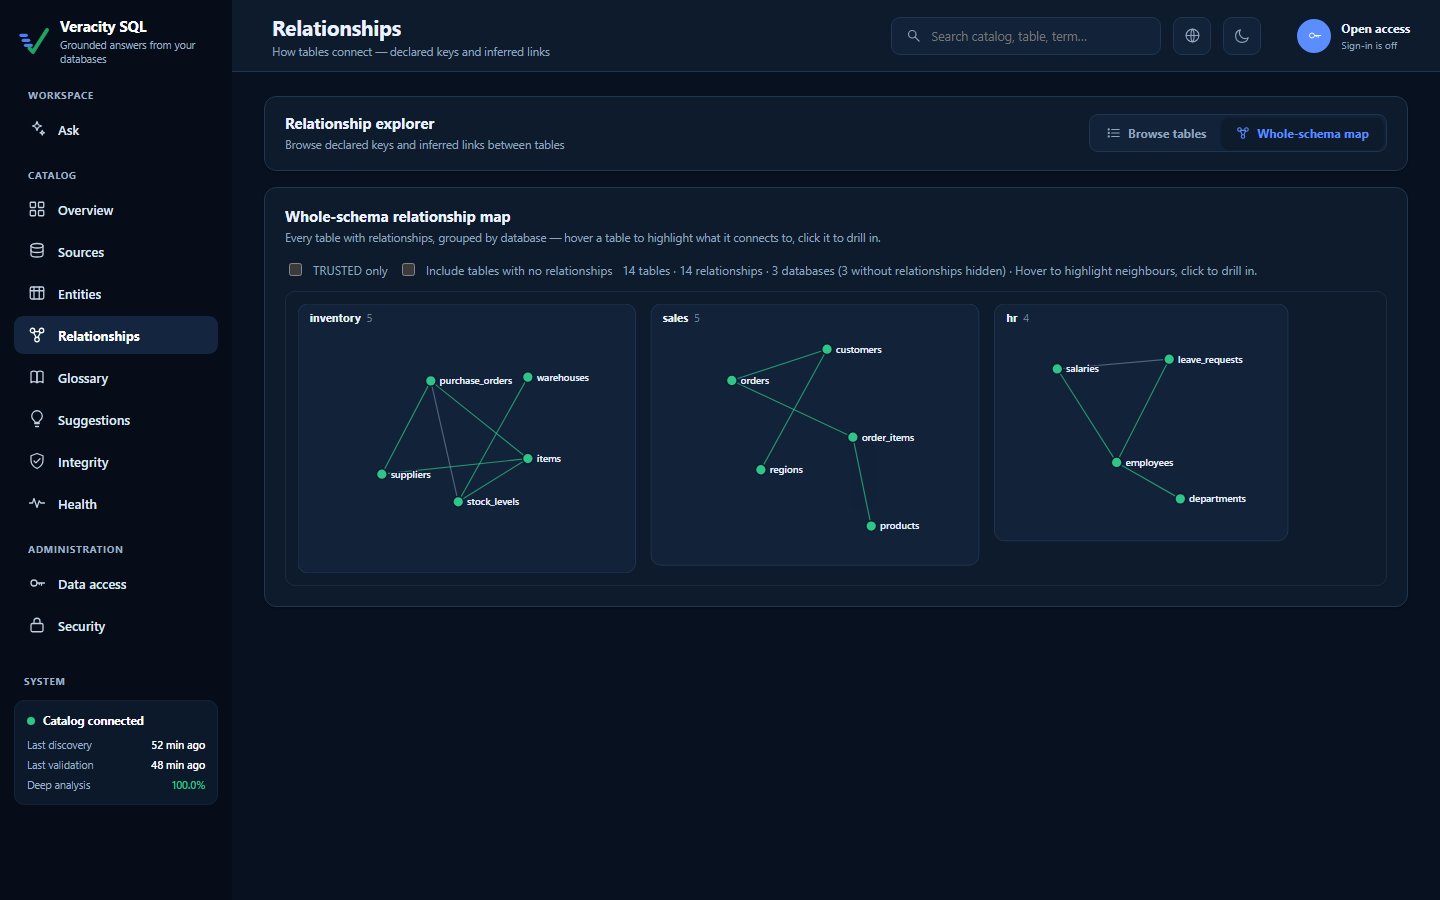 Veracity SQL
Grounded answers from your
databases
WORKSPACE
Ask
CATALOG
Overview
Sources
Entities
Relationships
Glossary
Suggestions
Integrity
Health
ADMINISTRATION
Data access
Security
SYSTEM
Catalog connected
Last discovery 52 min ago
Last validation 48 min ago
Deep analysis 100.0%
Relationships
How tables connect — declared keys and inferred links
Search catalog, table, term...
Open access
Sign-in is off
Relationship explorer
Browse declared keys and inferred links between tables
Browse tables
Whole-schema map
Whole-schema relationship map
Every table with relationships, grouped by database — hover a table to highlight what it connects to, click it to drill in.
TRUSTED only Include tables with no relationships 14 tables · 14 relationships · 3 databases (3 without relationships hidden) · Hover to highlight neighbours, click to drill in.
inventory 5
purchase_orders
warehouses
items
suppliers
stock_levels
sales 5
customers
orders
order_items
regions
products
hr 4
leave_requests
salaries
employees
departments